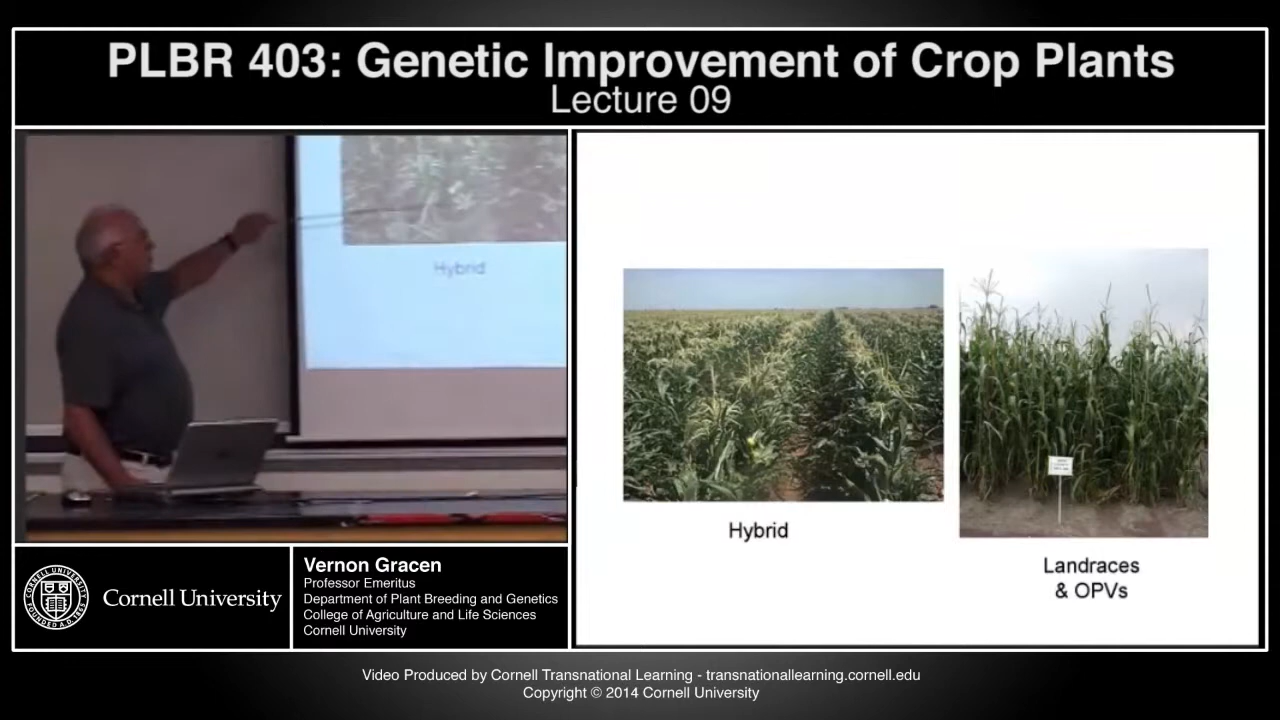 PLBR 403: Genetic Improvement of Crop Plants
Lecture 09
Hybrid
Hybrid
Landraces
& OPVs
Cornell University
Vernon Gracen
Professor Emeritus
Department of Plant Breeding and Genetics
College of Agriculture and Life Sciences
Cornell University
Video Produced by Cornell Transnational Learning - transnationallearning.cornell.edu
Copyright © 2014 Cornell University